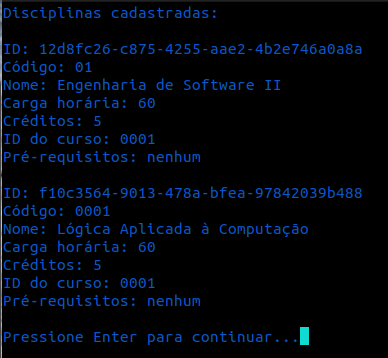 Disciplinas cadastradas:
ID: 12d8fc26-c875-4255-aae2-4b2e746a0a8a
Código: 01
Nome: Engenharia de Software II
Carga horária: 60
Créditos: 5
ID do curso: 0001
Pré-requisitos: nenhum
ID: f10c3564-9013-478a-bfea-97842039b488
Código: 0001
Nome: Lógica Aplicada à Computação
Carga horária: 60
Créditos: 5
ID do curso: 0001
Pré-requisitos: nenhum
Pressione Enter para continuar...